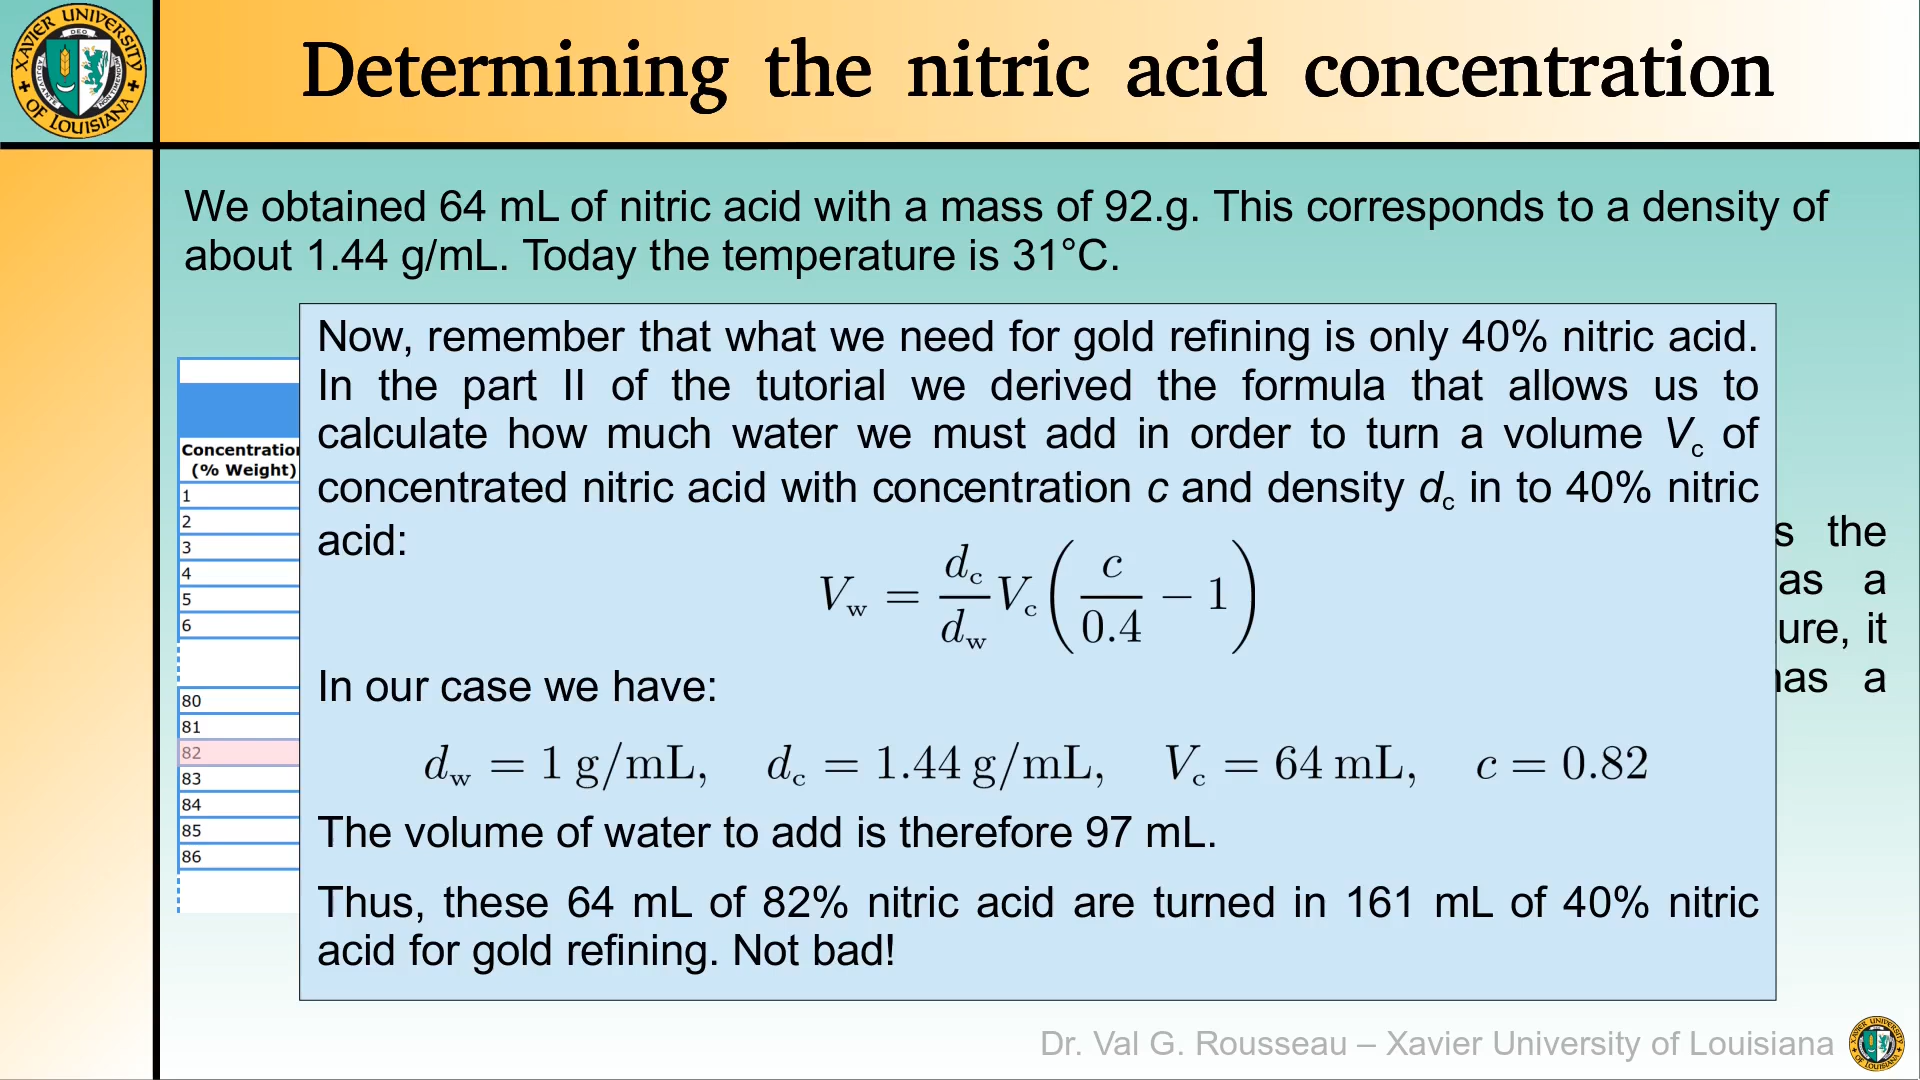 XAVIER UNIVERSITY
OF LOUISIANA
DEO
Determining the nitric acid concentration
We obtained 64 mL of nitric acid with a mass of 92.g. This corresponds to a density of
about 1.44 g/mL. Today the temperature is 31°C.
Now, remember that what we need for gold refining is only 40% nitric acid.
In the part II of the tutorial we derived the formula that allows us to
calculate how much water we must add in order to turn a volume Vc of
concentrated nitric acid with concentration c and density dc in to 40% nitric
acid:
Vw = dc/dw Vc ( c/0.4 − 1 )
In our case we have:
dw = 1 g/mL, dc = 1.44 g/mL, Vc = 64 mL, c = 0.82
The volume of water to add is therefore 97 mL.
Thus, these 64 mL of 82% nitric acid are turned in 161 mL of 40% nitric
acid for gold refining. Not bad!
Concentration
(% Weight)
1
2
3
4
5
6
80
81
82
83
84
85
86
the
as a
it
a
Dr. Val G. Rousseau – Xavier University of Louisiana